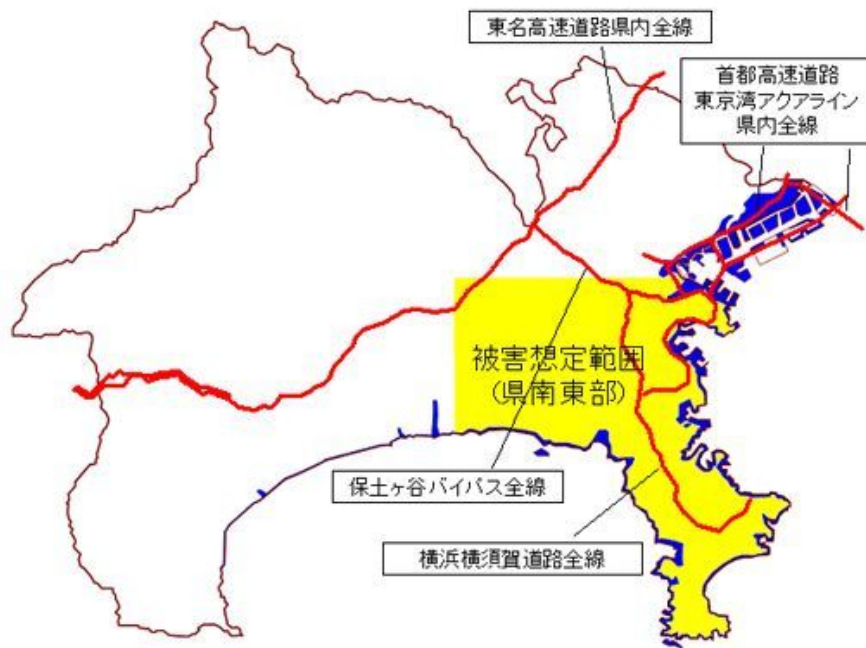 東名高速道路県内全線
首都高速道路
東京湾アクアライン
県内全線
被害想定範囲
(県南東部)
保土ヶ谷バイパス全線
横浜横須賀道路全線